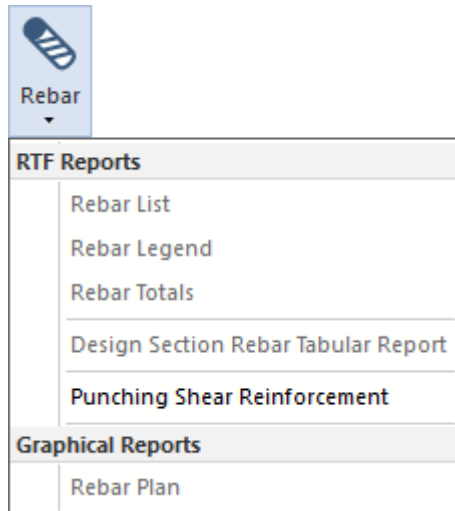 Rebar
RTF Reports
Rebar List
Rebar Legend
Rebar Totals
Design Section Rebar Tabular Report
Punching Shear Reinforcement
Graphical Reports
Rebar Plan